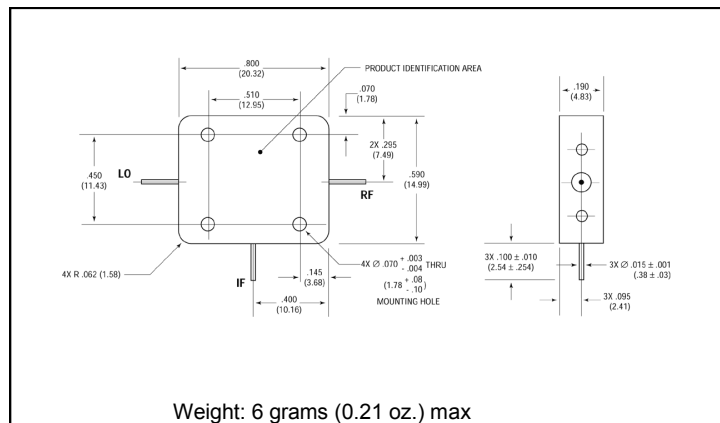 .800
(20.32)
PRODUCT IDENTIFICATION AREA
.510
(12.95)
.070
(1.78)
.190
(4.83)
2X .295
(7.49)
.450
(11.43)
LO
RF
.590
(14.99)
4X R .062 (1.58)
IF
.145
(3.68)
.400
(10.16)
4X Ø .070 + .003 - .004 THRU
(1.78 + .08 - .10)
MOUNTING HOLE
3X .100 ± .010
(2.54 ± .254)
3X Ø .015 ± .001
(.38 ± .03)
3X .095
(2.41)
Weight: 6 grams (0.21 oz.) max